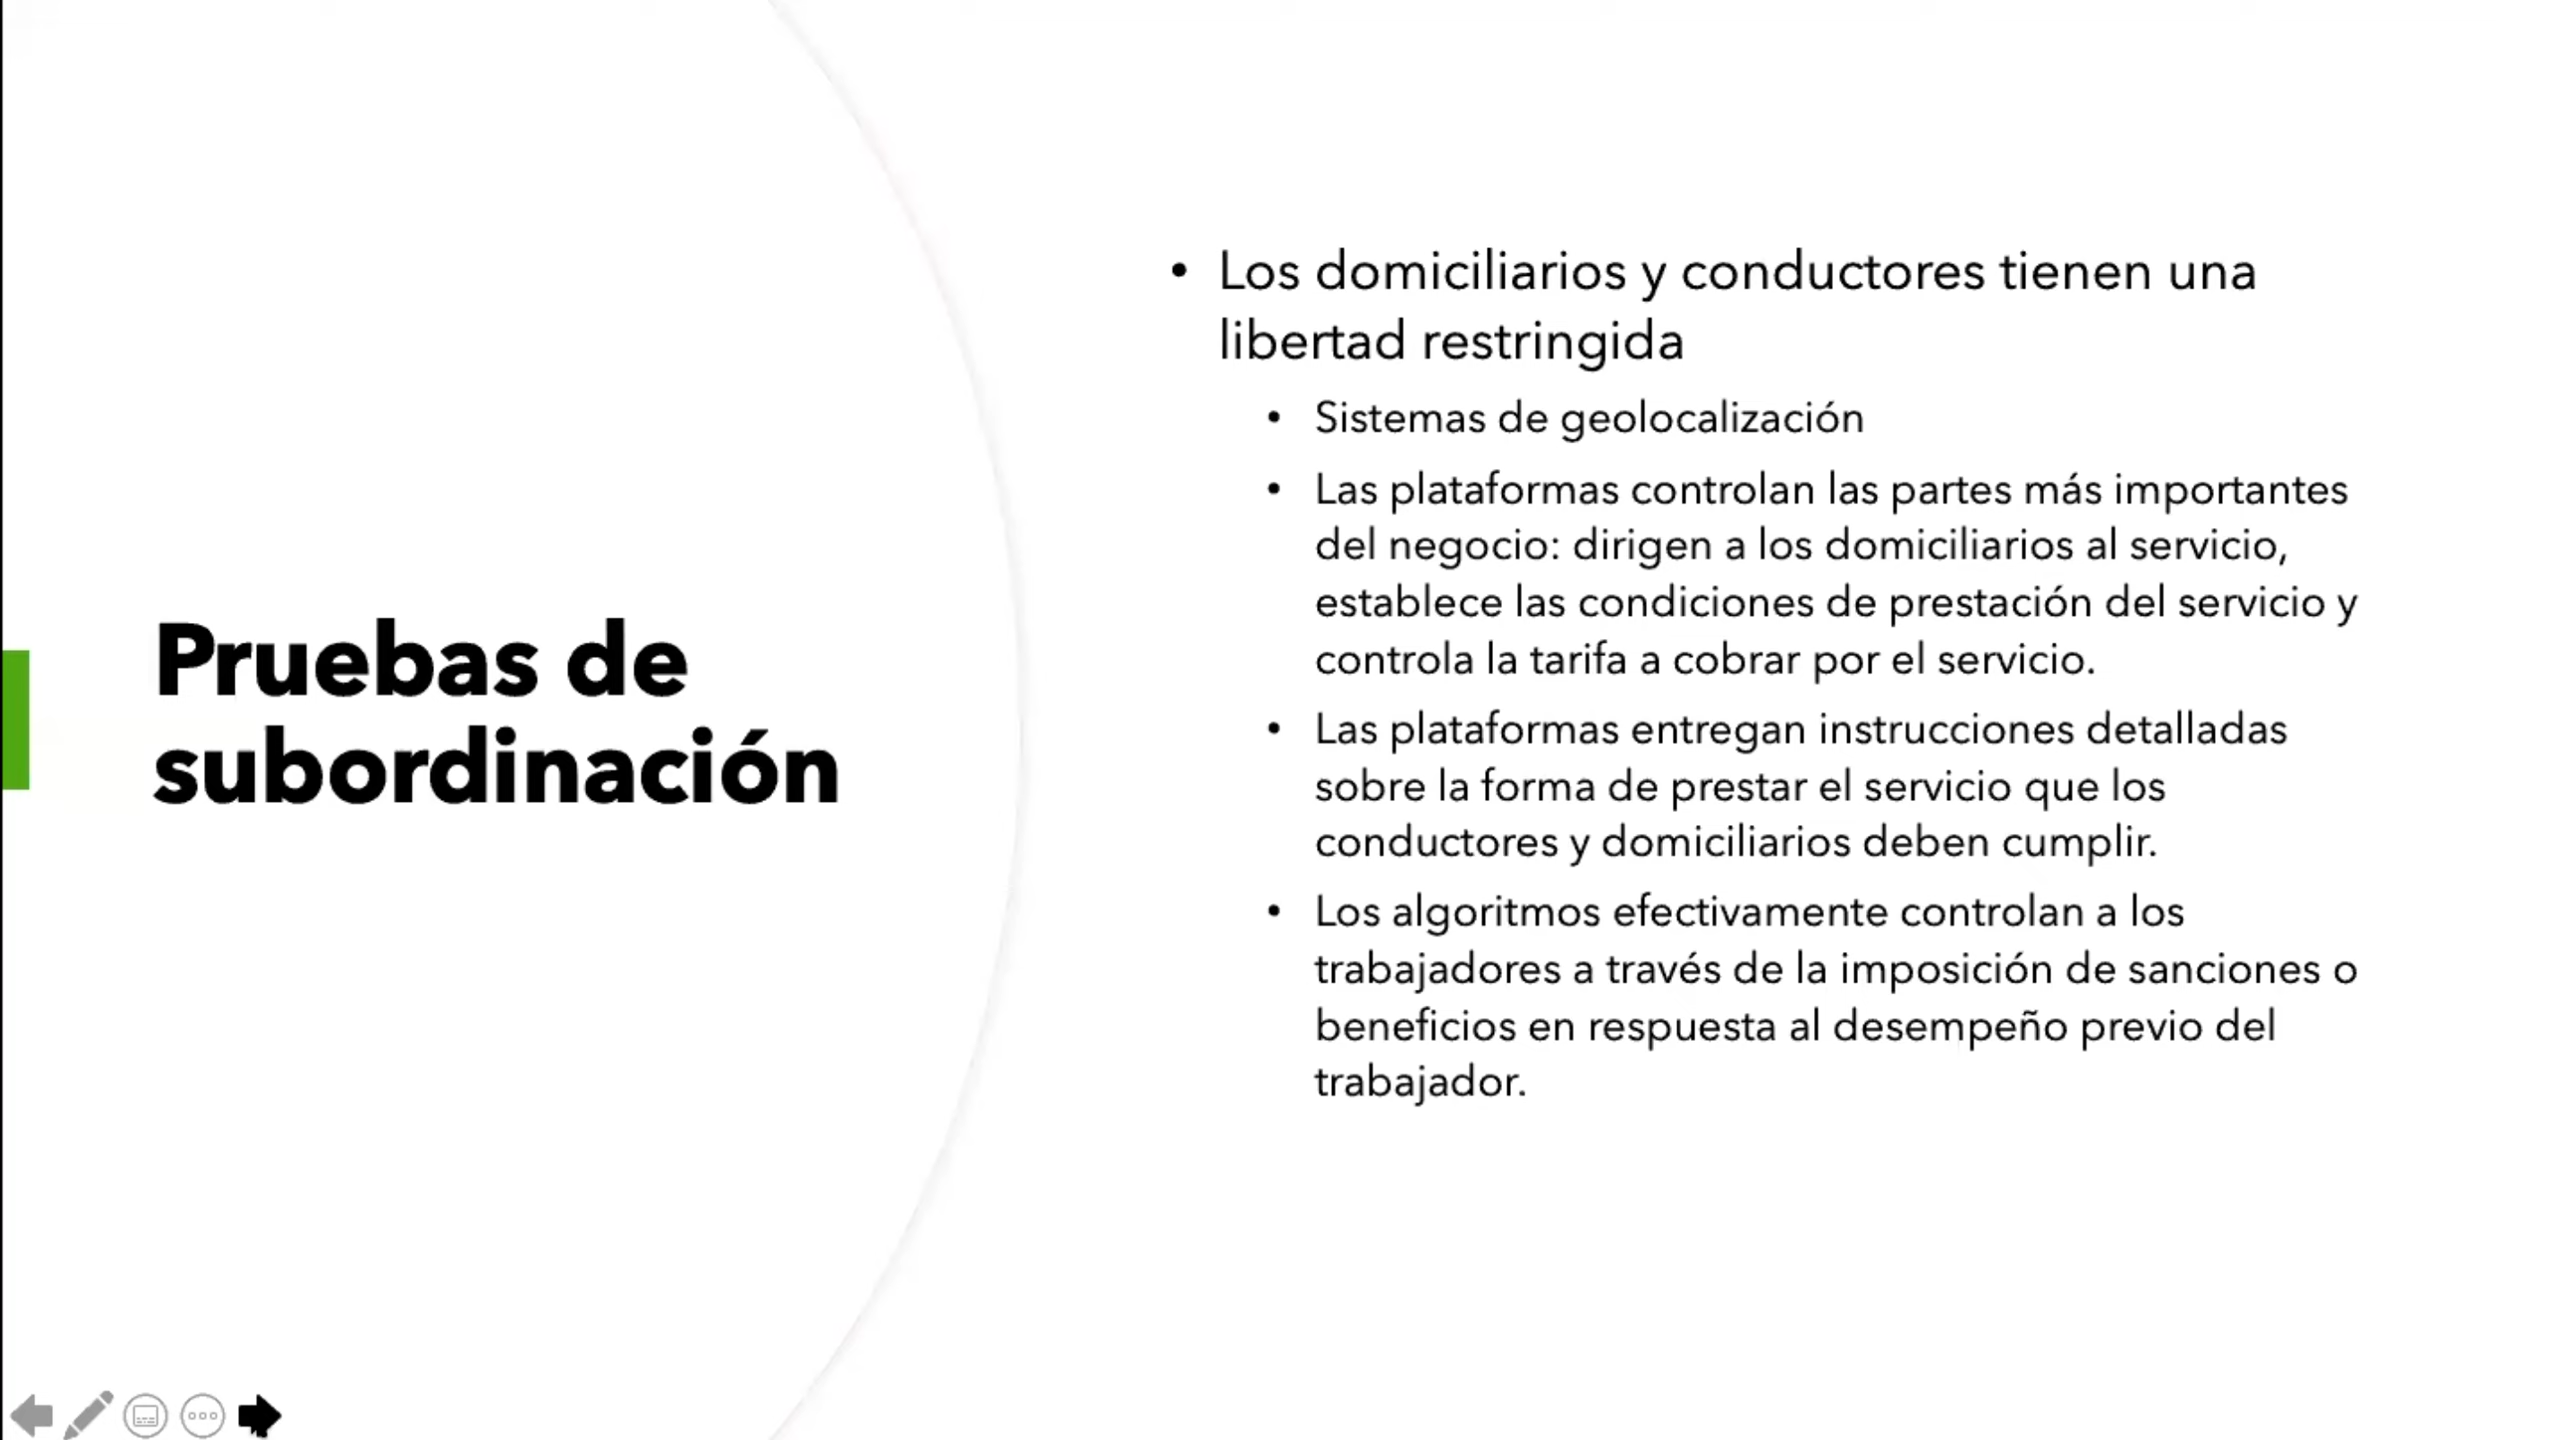 Pruebas de
subordinación
• Los domiciliarios y conductores tienen una
libertad restringida
• Sistemas de geolocalización
• Las plataformas controlan las partes más importantes
del negocio: dirigen a los domiciliarios al servicio,
establece las condiciones de prestación del servicio y
controla la tarifa a cobrar por el servicio.
• Las plataformas entregan instrucciones detalladas
sobre la forma de prestar el servicio que los
conductores y domiciliarios deben cumplir.
• Los algoritmos efectivamente controlan a los
trabajadores a través de la imposición de sanciones o
beneficios en respuesta al desempeño previo del
trabajador.